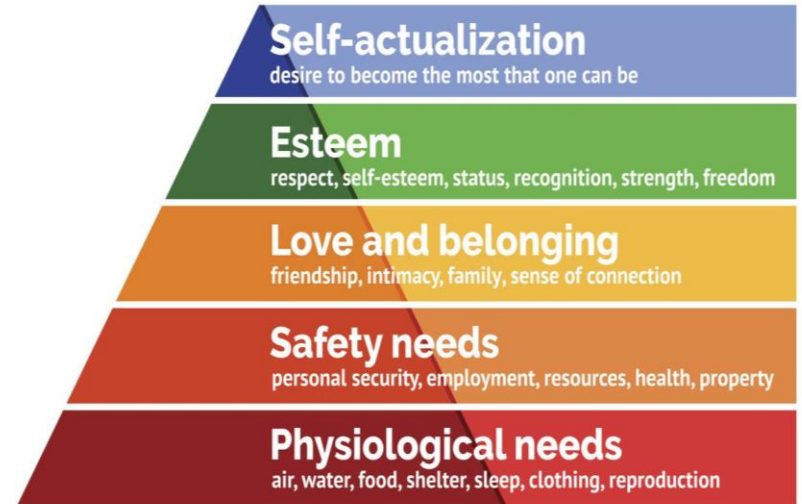 Self-actualization
desire to become the most that one can be
Esteem
respect, self-esteem, status, recognition, strength, freedom
Love and belonging
friendship, intimacy, family, sense of connection
Safety needs
personal security, employment, resources, health, property
Physiological needs
air, water, food, shelter, sleep, clothing, reproduction